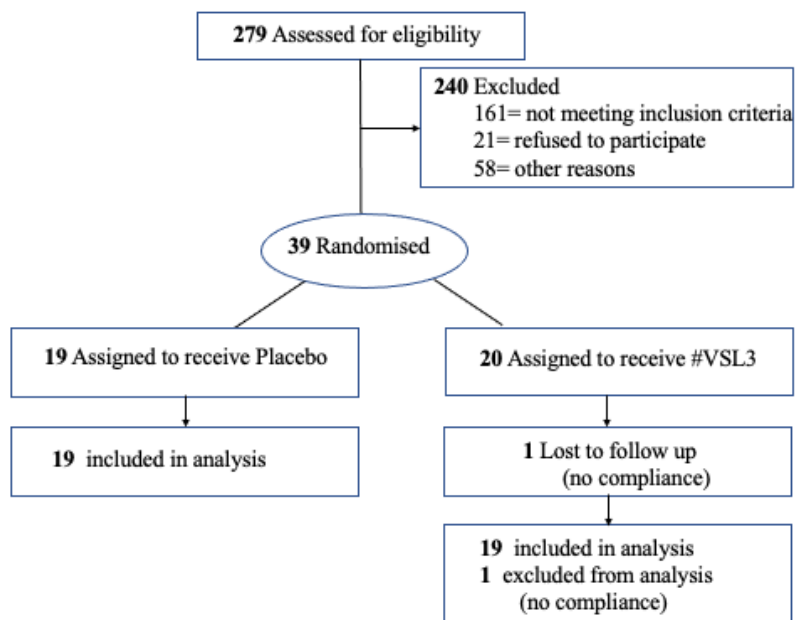 279 Assessed for eligibility
240 Excluded
161= not meeting inclusion criteria
21= refused to participate
58= other reasons
39 Randomised
19 Assigned to receive Placebo
20 Assigned to receive #VSL3
19 included in analysis
1 Lost to follow up
(no compliance)
19 included in analysis
1 excluded from analysis
(no compliance)